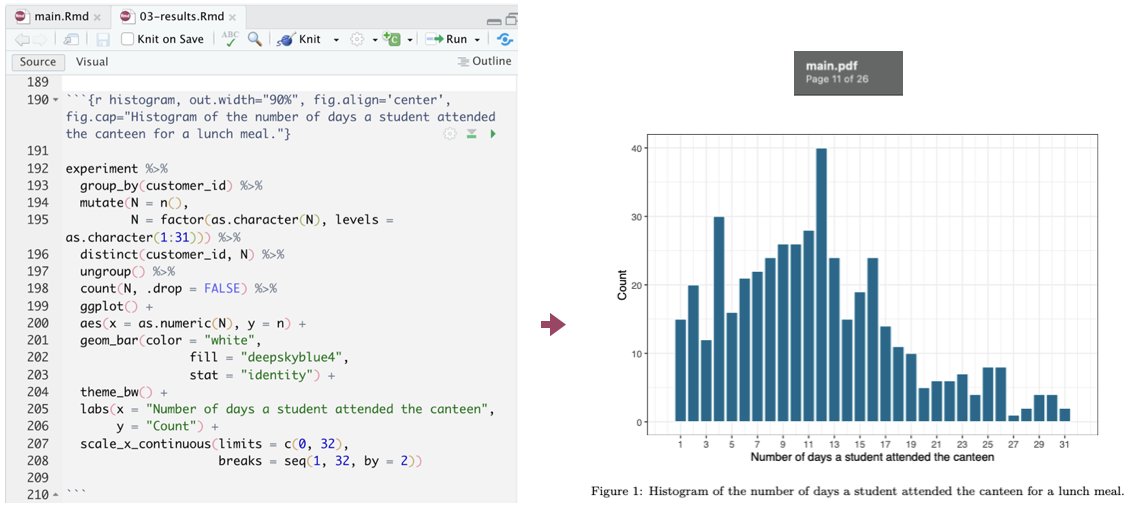 main.Rmd × 03-results.Rmd ×
Knit on Save ABC Knit Run
Source Visual Outline
189
190 ```{r histogram, out.width="90%", fig.align='center',
fig.cap="Histogram of the number of days a student attended
the canteen for a lunch meal."}
191
192 experiment %>%
193   group_by(customer_id) %>%
194   mutate(N = n(),
195          N = factor(as.character(N), levels =
as.character(1:31))) %>%
196   distinct(customer_id, N) %>%
197   ungroup() %>%
198   count(N, .drop = FALSE) %>%
199   ggplot() +
200   aes(x = as.numeric(N), y = n) +
201   geom_bar(color = "white",
202                  fill = "deepskyblue4",
203                  stat = "identity") +
204   theme_bw() +
205   labs(x = "Number of days a student attended the canteen",
206        y = "Count") +
207   scale_x_continuous(limits = c(0, 32),
208                      breaks = seq(1, 32, by = 2))
209
210 ```
main.pdf
Page 11 of 26
40
30
20
10
0
Count
1 3 5 7 9 11 13 15 17 19 21 23 25 27 29 31
Number of days a student attended the canteen
Figure 1: Histogram of the number of days a student attended the canteen for a lunch meal.